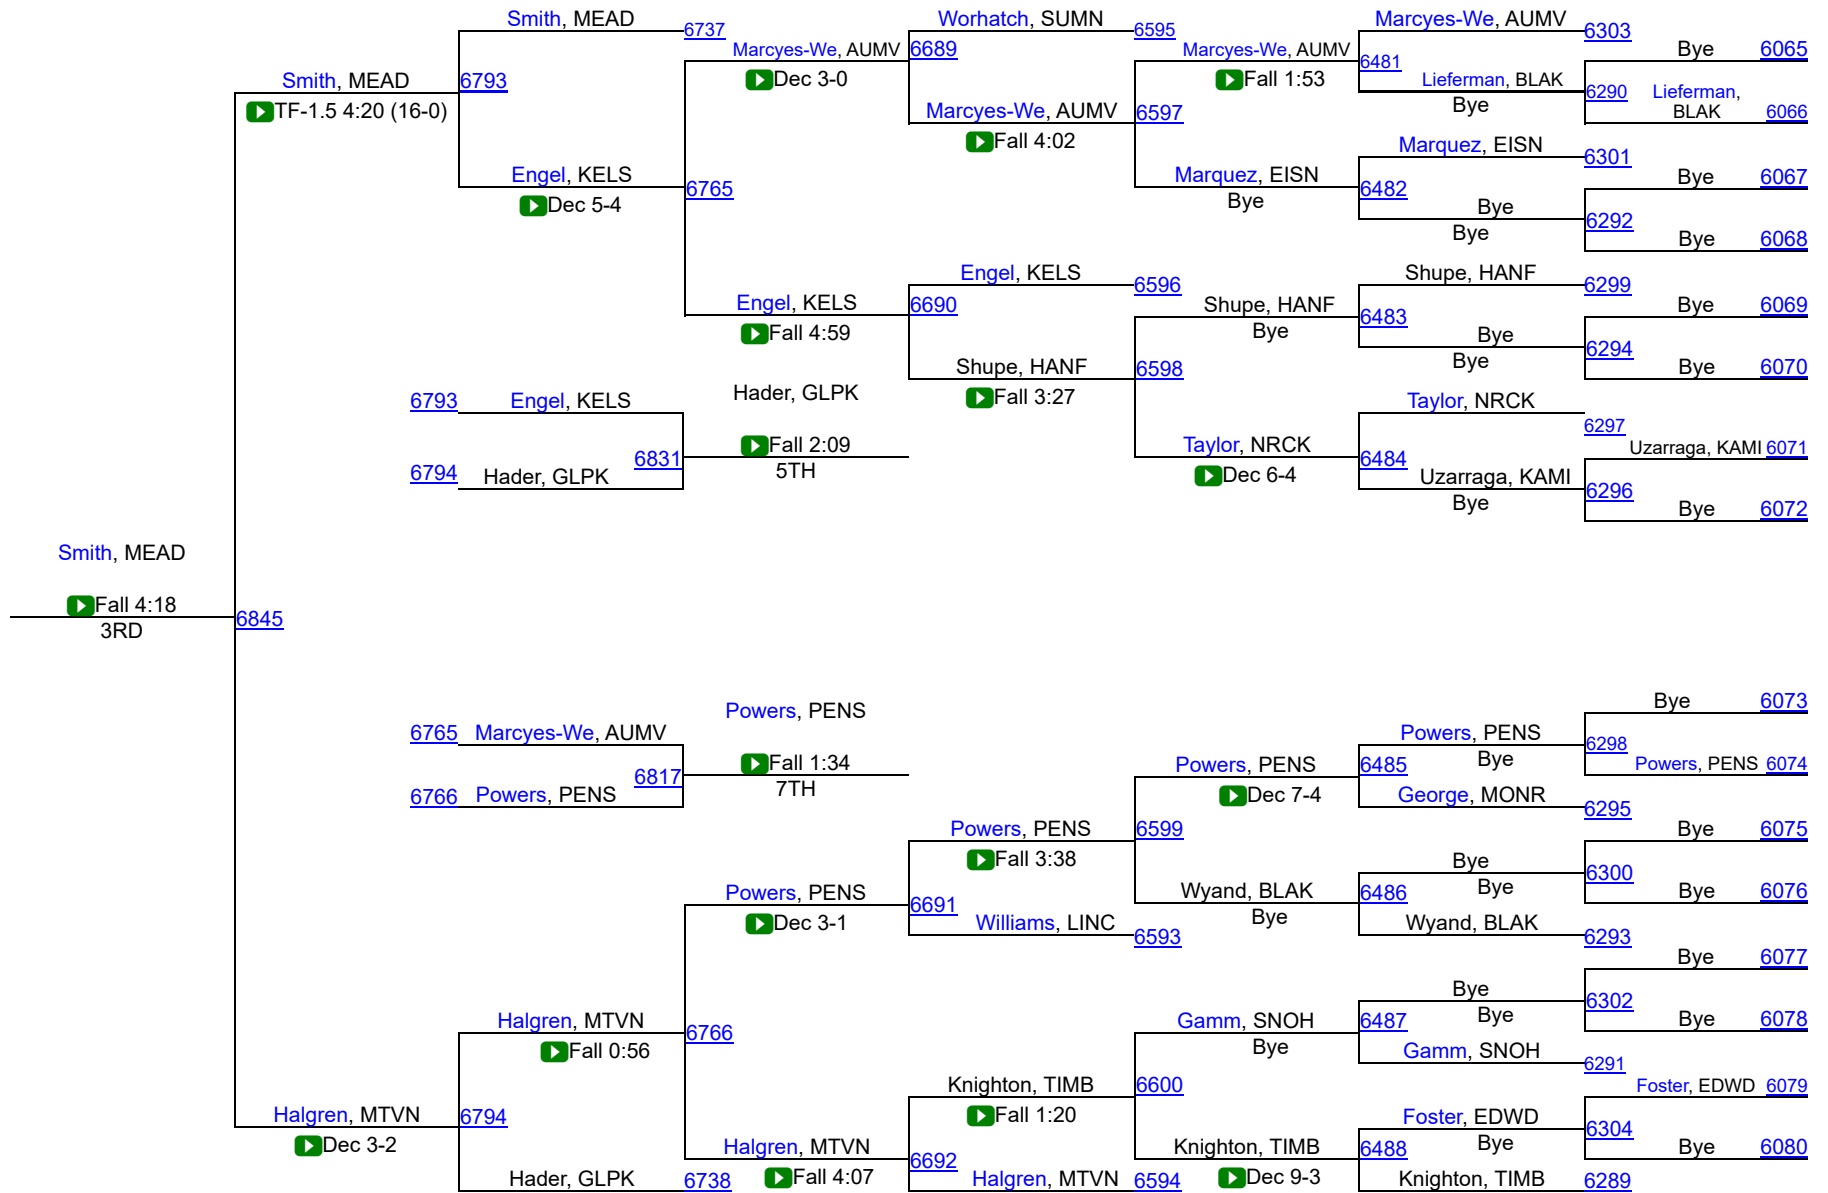 Smith, MEAD
6737
Worhatch, SUMN
6595
Marcyes-We, AUMV
6303
Marcyes-We, AUMV
6689
Marcyes-We, AUMV
Bye 6065
Smith, MEAD
6793
Dec 3-0
Fall 1:53
6481
Lieferman, BLAK
6290
Lieferman,
BLAK 6066
Bye
TF-1.5 4:20 (16-0)
Marcyes-We, AUMV
6597
Fall 4:02
Marquez, EISN
6301
Engel, KELS
6765
Marquez, EISN
6482
Bye 6067
Dec 5-4
Bye
Bye
Bye
6292
Bye 6068
Engel, KELS
6596
Shupe, HANF
6299
Engel, KELS
6690
Shupe, HANF
6483
Bye 6069
Fall 4:59
Bye
Bye
Bye
6294
Shupe, HANF
6598
Bye 6070
Fall 3:27
Hader, GLPK
6793 Engel, KELS
Taylor, NRCK
6297
6831
Fall 2:09
5TH
Taylor, NRCK
6484
Uzarraga, KAMI 6071
6794 Hader, GLPK
Dec 6-4
Uzarraga, KAMI
Bye
6296
Bye 6072
Smith, MEAD
Fall 4:18
3RD
6845
Bye 6073
Powers, PENS
6765 Marcyes-We, AUMV
Powers, PENS
Bye
6298
6817
Fall 1:34
7TH
Powers, PENS
6485
Powers, PENS 6074
6766 Powers, PENS
Dec 7-4
George, MONR
6295
Powers, PENS
6599
Bye 6075
Fall 3:38
Bye
Bye
6300
Powers, PENS
6691
Wyand, BLAK
6486
Bye 6076
Dec 3-1
Williams, LINC
6593
Bye
Wyand, BLAK
6293
Bye 6077
Bye
Bye
6302
Halgren, MTVN
6766
Gamm, SNOH
6487
Bye 6078
Fall 0:56
Bye
Gamm, SNOH
6291
Knighton, TIMB
6600
Foster, EDWD 6079
Halgren, MTVN
6794
Fall 1:20
Foster, EDWD
Bye
6304
Dec 3-2
Halgren, MTVN
6692
Knighton, TIMB
6488
Bye 6080
Hader, GLPK
6738
Fall 4:07
Halgren, MTVN
6594
Dec 9-3
Knighton, TIMB
6289